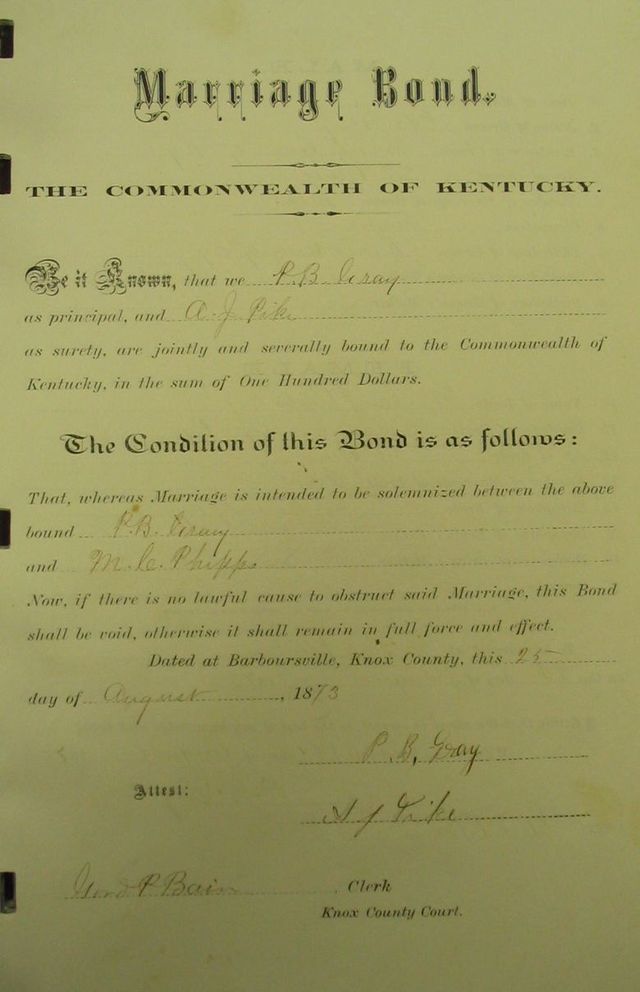 Marriage Bond.
THE COMMONWEALTH OF KENTUCKY.
Be it Known, that we P. B. Gray
as principal, and A. J. Pike
as surety, are jointly and severally bound to the Commonwealth of
Kentucky, in the sum of One Hundred Dollars.
The Condition of this Bond is as follows:
That, whereas Marriage is intended to be solemnized between the above
bound P. B. Gray
and M. C. Phipps
Now, if there is no lawful cause to obstruct said Marriage, this Bond
shall be void, otherwise it shall remain in full force and effect.
Dated at Barboursville, Knox County, this 25
day of August, 1873
P. B. Gray
Attest:
A J Pike
P Bain Clerk
Knox County Court.